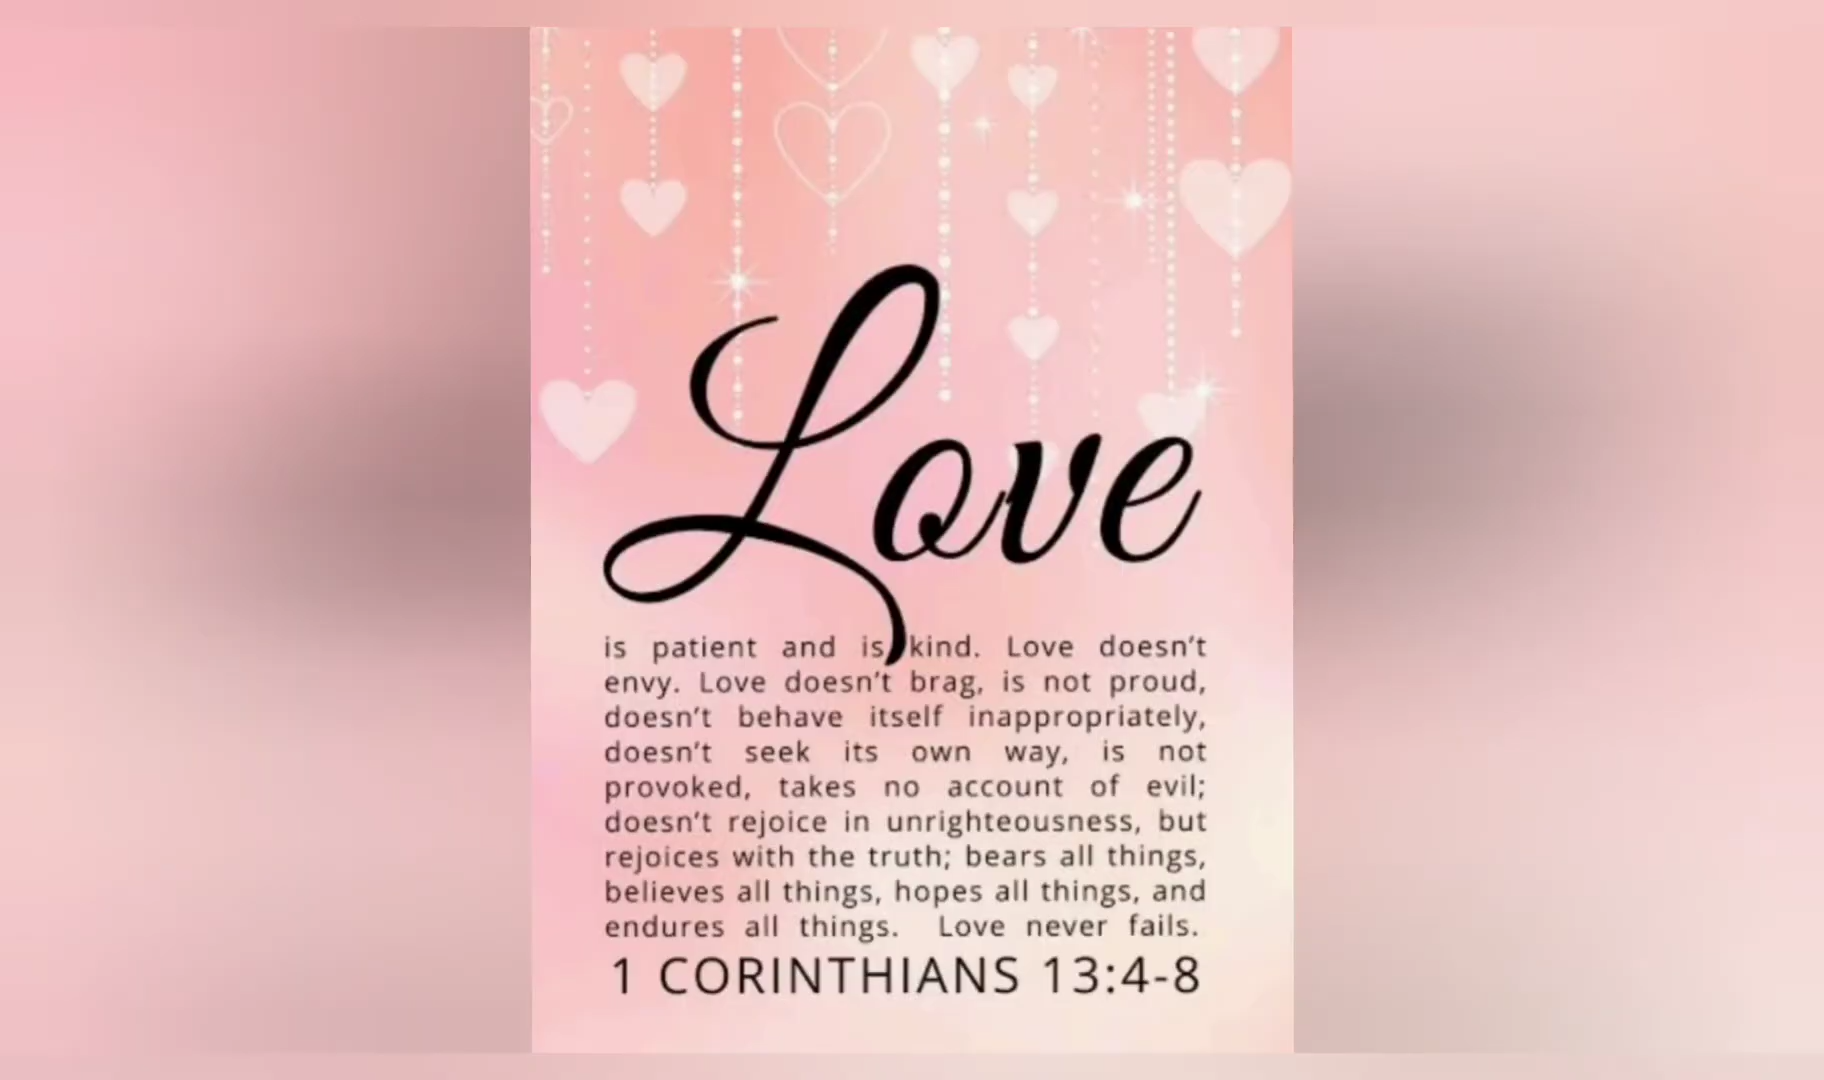 Love
is patient and is kind. Love doesn’t
envy. Love doesn’t brag, is not proud,
doesn’t behave itself inappropriately,
doesn’t seek its own way, is not
provoked, takes no account of evil;
doesn’t rejoice in unrighteousness, but
rejoices with the truth; bears all things,
believes all things, hopes all things, and
endures all things. Love never fails.
1 CORINTHIANS 13:4-8